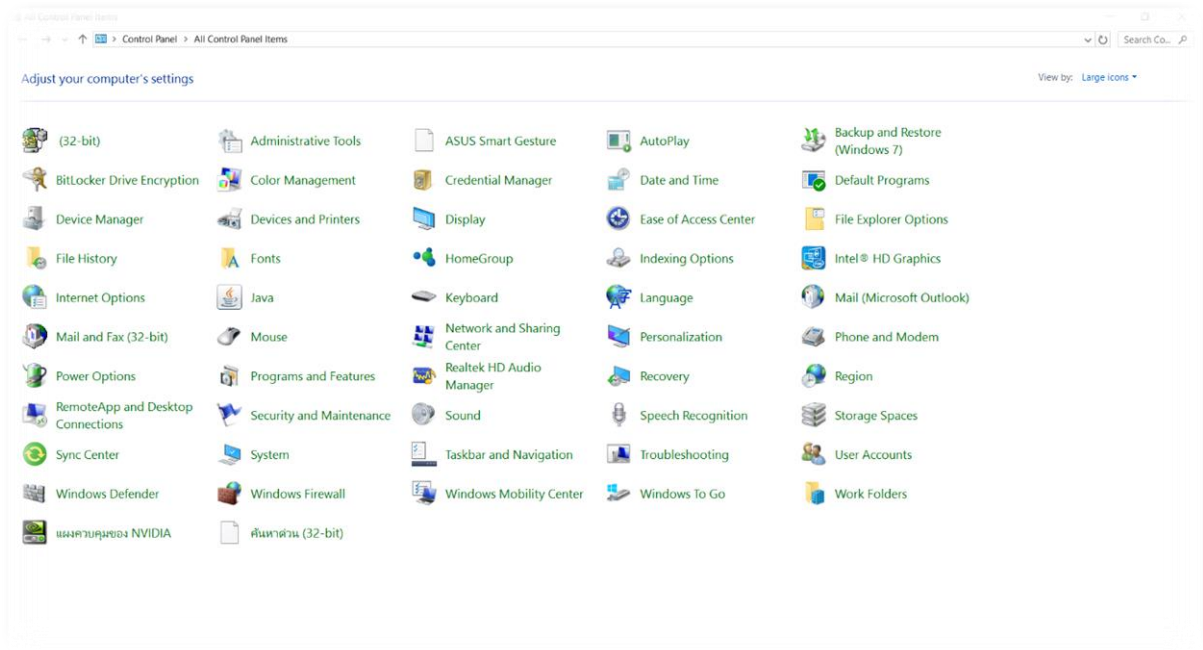 All Control Panel Items
Control Panel > All Control Panel Items
Search Co...
Adjust your computer's settings
View by: Large icons
(32-bit)
Administrative Tools
ASUS Smart Gesture
AutoPlay
Backup and Restore
(Windows 7)
BitLocker Drive Encryption
Color Management
Credential Manager
Date and Time
Default Programs
Device Manager
Devices and Printers
Display
Ease of Access Center
File Explorer Options
File History
Fonts
HomeGroup
Indexing Options
Intel® HD Graphics
Internet Options
Java
Keyboard
Language
Mail (Microsoft Outlook)
Mail and Fax (32-bit)
Mouse
Network and Sharing
Center
Personalization
Phone and Modem
Power Options
Programs and Features
Realtek HD Audio
Manager
Recovery
Region
RemoteApp and Desktop
Connections
Security and Maintenance
Sound
Speech Recognition
Storage Spaces
Sync Center
System
Taskbar and Navigation
Troubleshooting
User Accounts
Windows Defender
Windows Firewall
Windows Mobility Center
Windows To Go
Work Folders
แผงควบคุมของ NVIDIA
ค้นหาด่วน (32-bit)